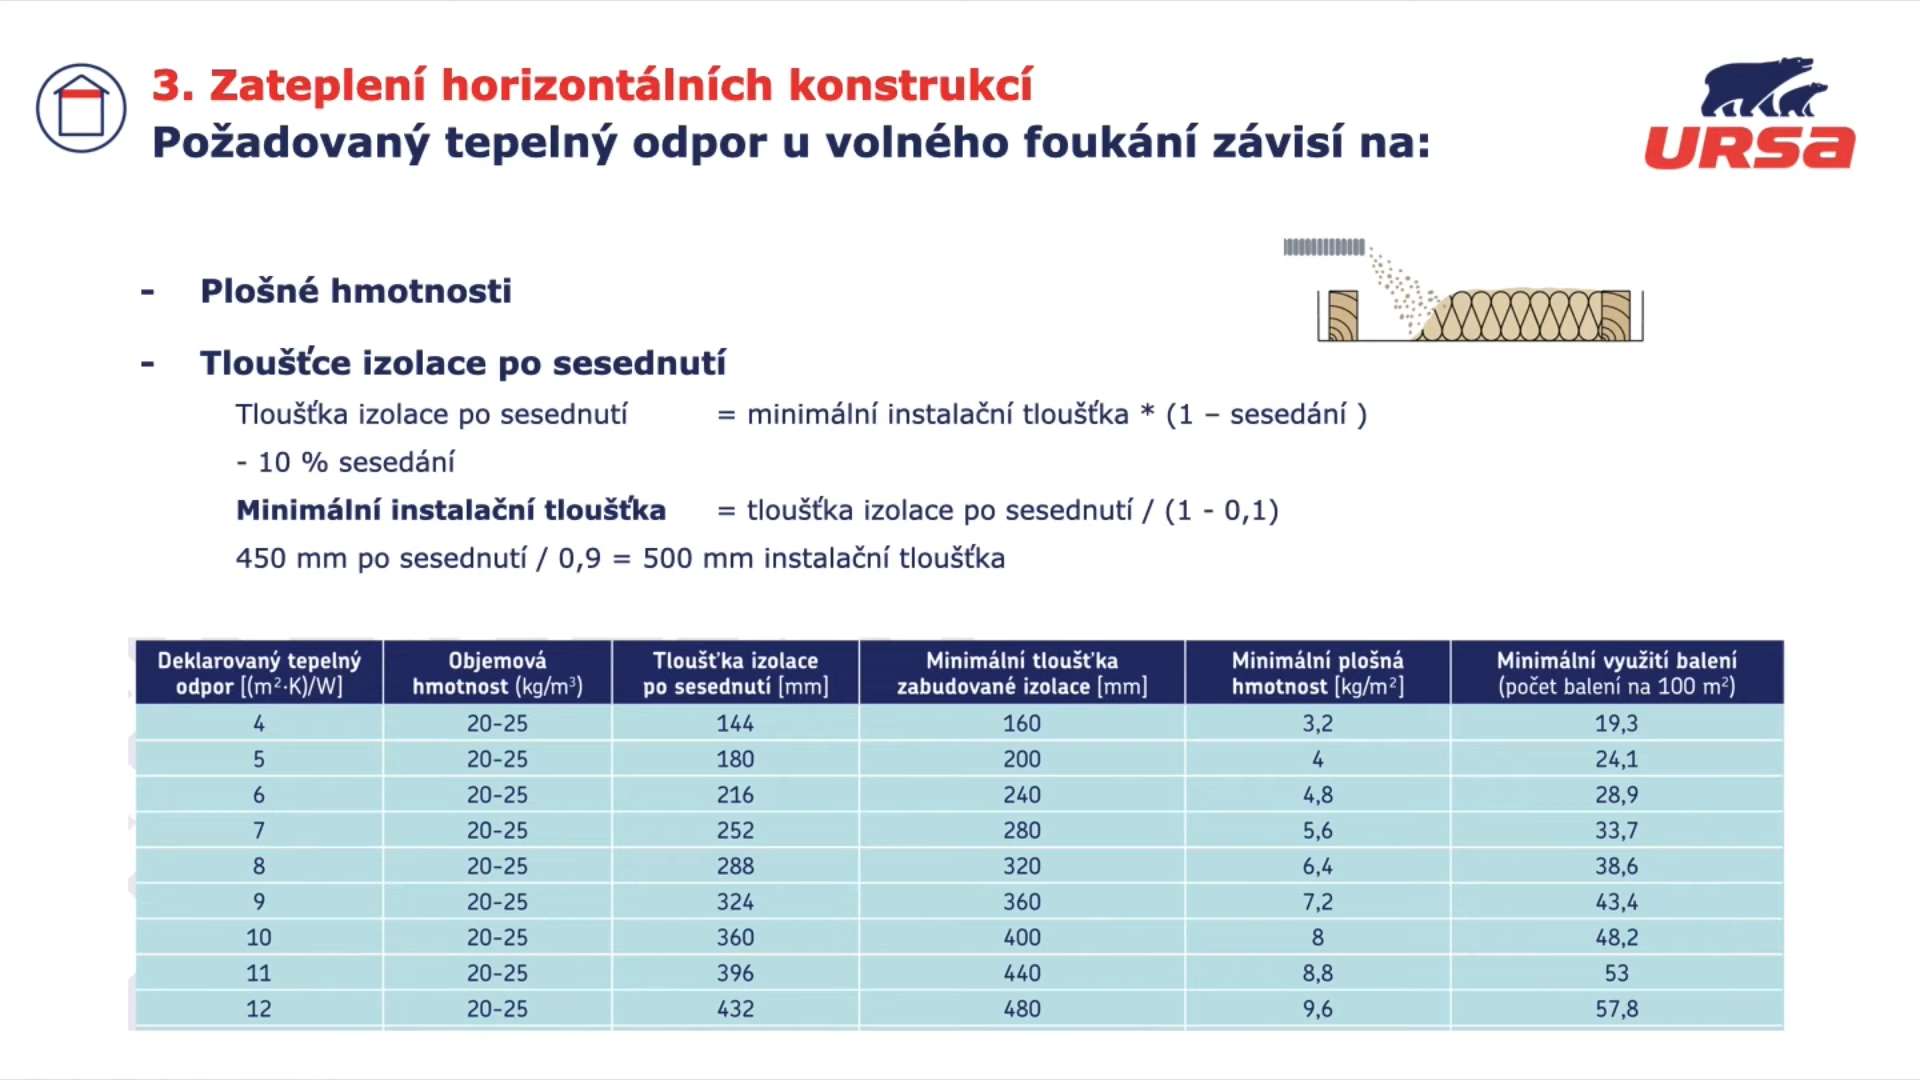 3. Zateplení horizontálních konstrukcí
Požadovaný tepelný odpor u volného foukání závisí na:
URSA
- Plošné hmotnosti
- Tloušťce izolace po sesednutí
Tloušťka izolace po sesednutí = minimální instalační tloušťka * (1 – sesedání )
- 10 % sesedání
Minimální instalační tloušťka = tloušťka izolace po sesednutí / (1 - 0,1)
450 mm po sesednutí / 0,9 = 500 mm instalační tloušťka
Deklarovaný tepelný odpor [(m²·K)/W] Objemová hmotnost (kg/m³) Tloušťka izolace po sesednutí [mm] Minimální tloušťka zabudované izolace [mm] Minimální plošná hmotnost [kg/m²] Minimální využití balení (počet balení na 100 m²)
4 20-25 144 160 3,2 19,3
5 20-25 180 200 4 24,1
6 20-25 216 240 4,8 28,9
7 20-25 252 280 5,6 33,7
8 20-25 288 320 6,4 38,6
9 20-25 324 360 7,2 43,4
10 20-25 360 400 8 48,2
11 20-25 396 440 8,8 53
12 20-25 432 480 9,6 57,8